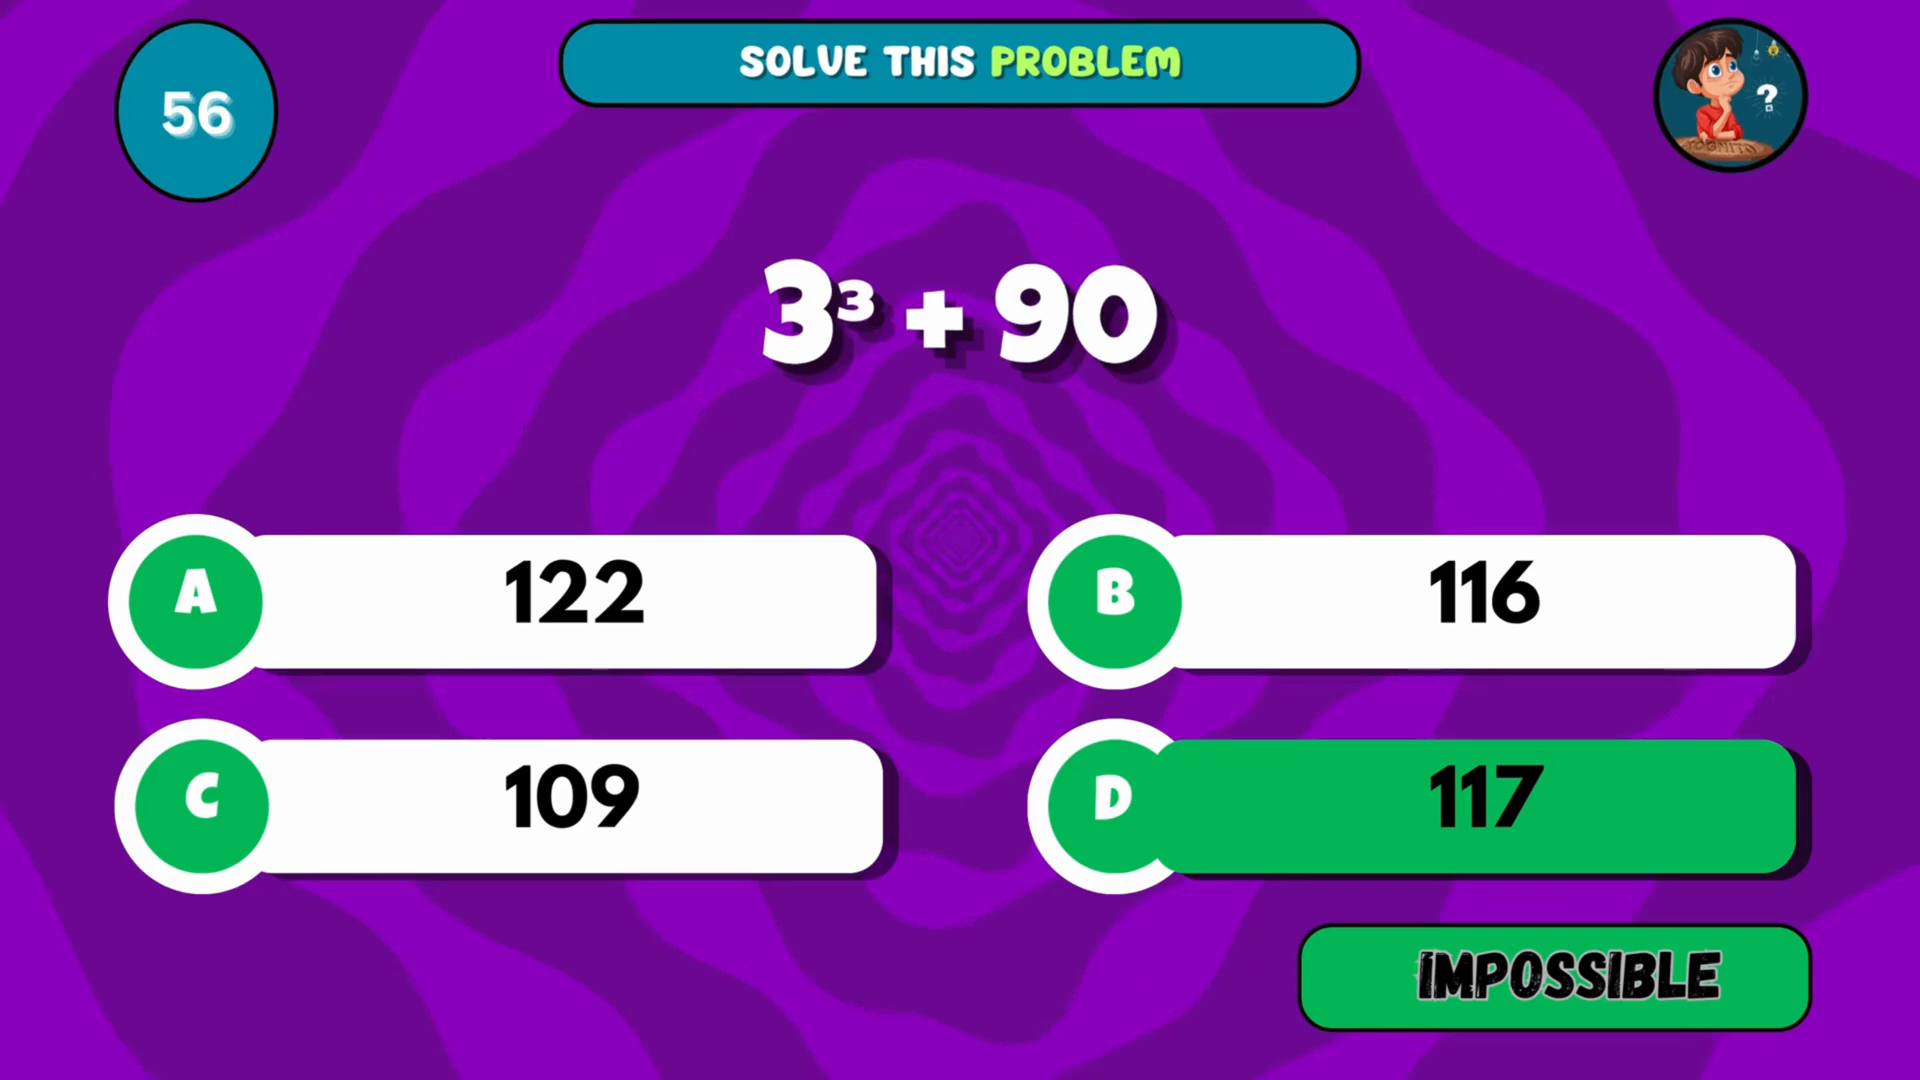 56
SOLVE THIS PROBLEM
?
3³ + 90
A 122
B 116
C 109
D 117
IMPOSSIBLE